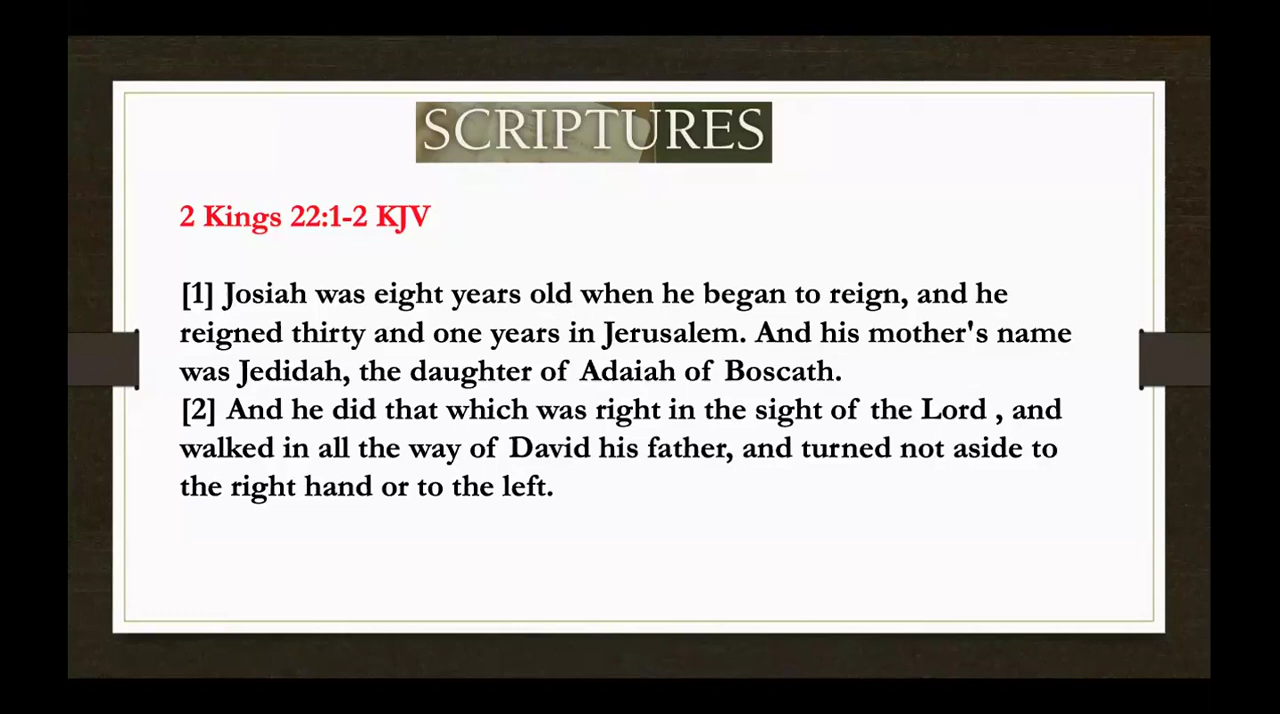 SCRIPTURES
2 Kings 22:1-2 KJV
[1] Josiah was eight years old when he began to reign, and he
reigned thirty and one years in Jerusalem. And his mother's name
was Jedidah, the daughter of Adaiah of Boscath.
[2] And he did that which was right in the sight of the Lord , and
walked in all the way of David his father, and turned not aside to
the right hand or to the left.